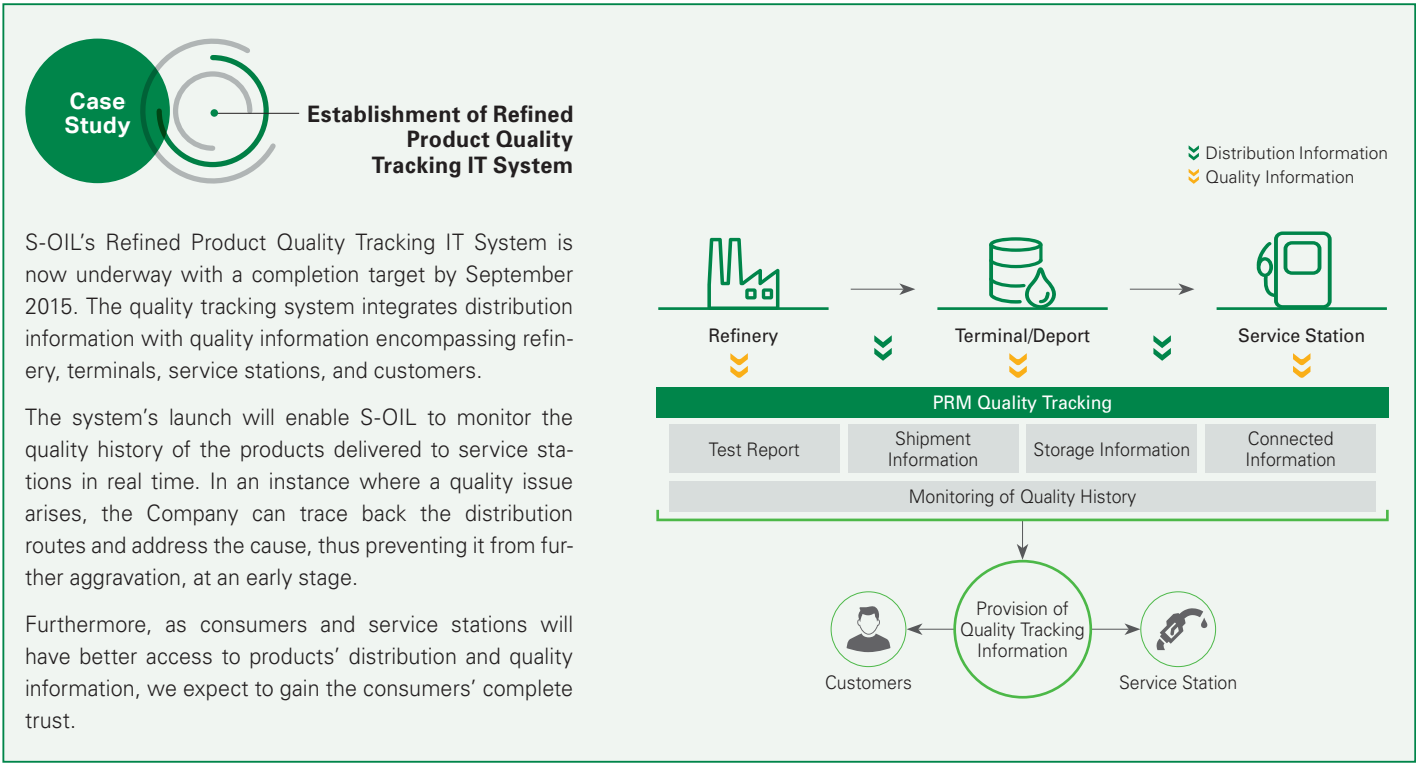 Case
Study
Establishment of Refined
Product Quality
Tracking IT System
S-OIL's Refined Product Quality Tracking IT System is
now underway with a completion target by September
2015. The quality tracking system integrates distribution
information with quality information encompassing refin-
ery, terminals, service stations, and customers.
The system's launch will enable S-OIL to monitor the
quality history of the products delivered to service sta-
tions in real time. In an instance where a quality issue
arises, the Company can trace back the distribution
routes and address the cause, thus preventing it from fur-
ther aggravation, at an early stage.
Furthermore, as consumers and service stations will
have better access to products' distribution and quality
information, we expect to gain the consumers' complete
trust.
Distribution Information
Quality Information
Refinery
Terminal/Deport
Service Station
PRM Quality Tracking
Test Report
Shipment
Information
Storage Information
Connected
Information
Monitoring of Quality History
Provision of
Quality Tracking
Information
Customers
Service Station